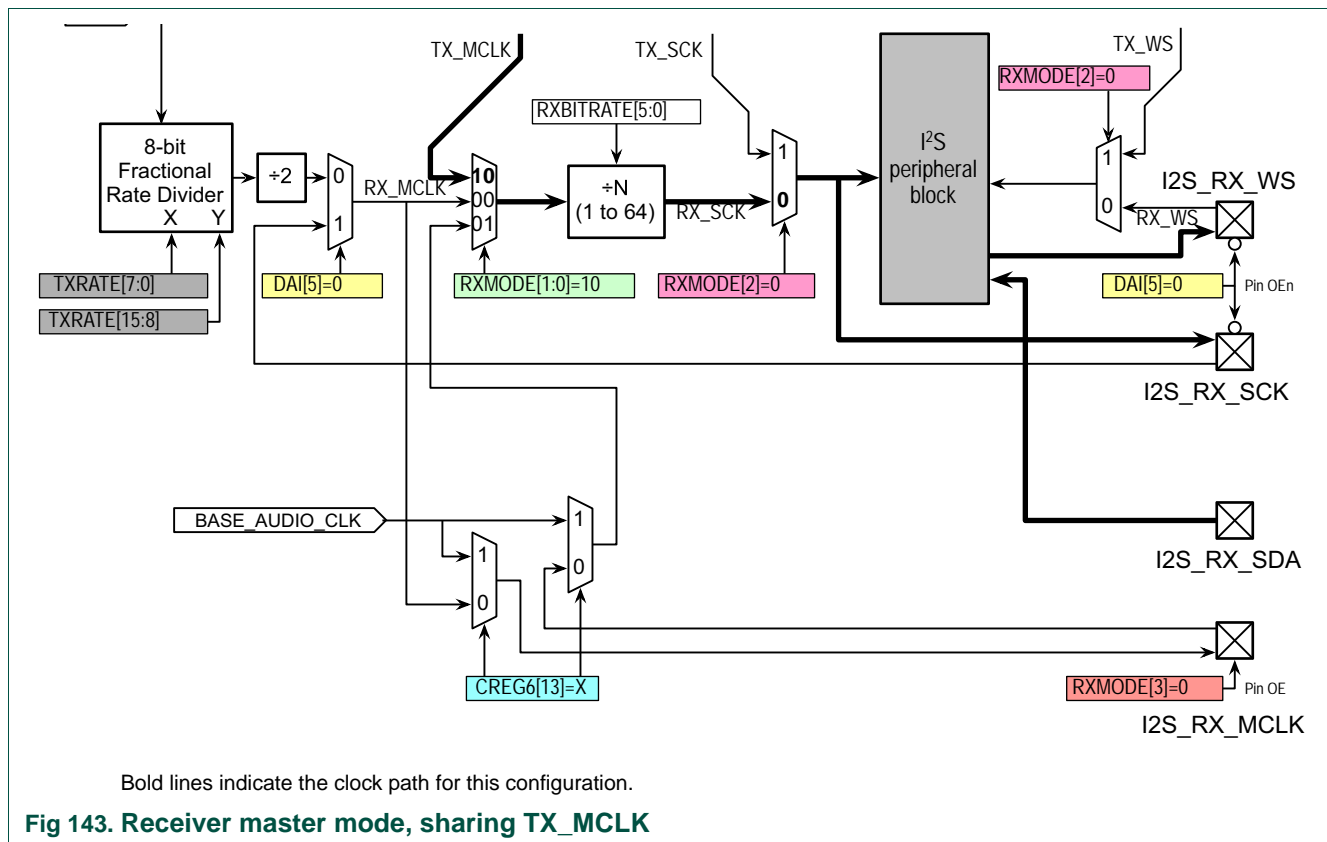 TX_MCLK
TX_SCK
TX_WS
RXMODE[2]=0
RXBITRATE[5:0]
8-bit
Fractional
Rate Divider
X Y
÷2
0
1
RX_MCLK
10
00
01
÷N
(1 to 64)
RX_SCK
1
0
I2S
peripheral
block
1
0
I2S_RX_WS
RX_WS
TXRATE[7:0]
DAI[5]=0
RXMODE[1:0]=10
RXMODE[2]=0
DAI[5]=0
Pin OEn
TXRATE[15:8]
I2S_RX_SCK
BASE_AUDIO_CLK
1
0
1
0
I2S_RX_SDA
CREG6[13]=X
RXMODE[3]=0
Pin OE
I2S_RX_MCLK
Bold lines indicate the clock path for this configuration.
Fig 143. Receiver master mode, sharing TX_MCLK